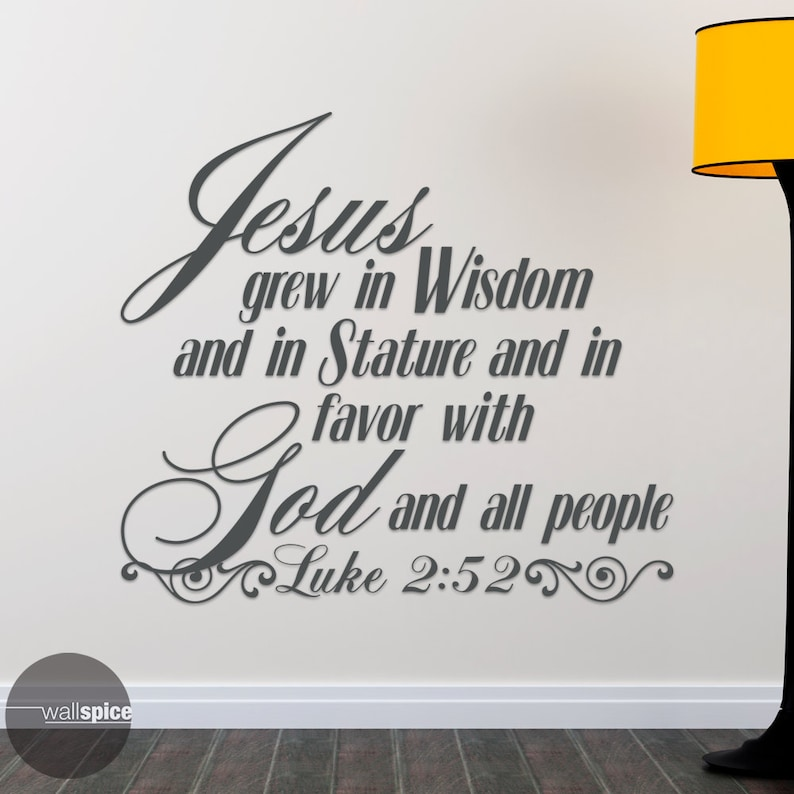 Jesus
grew in Wisdom
and in Stature and in
favor with
God and all people
Luke 2:52
wallspice